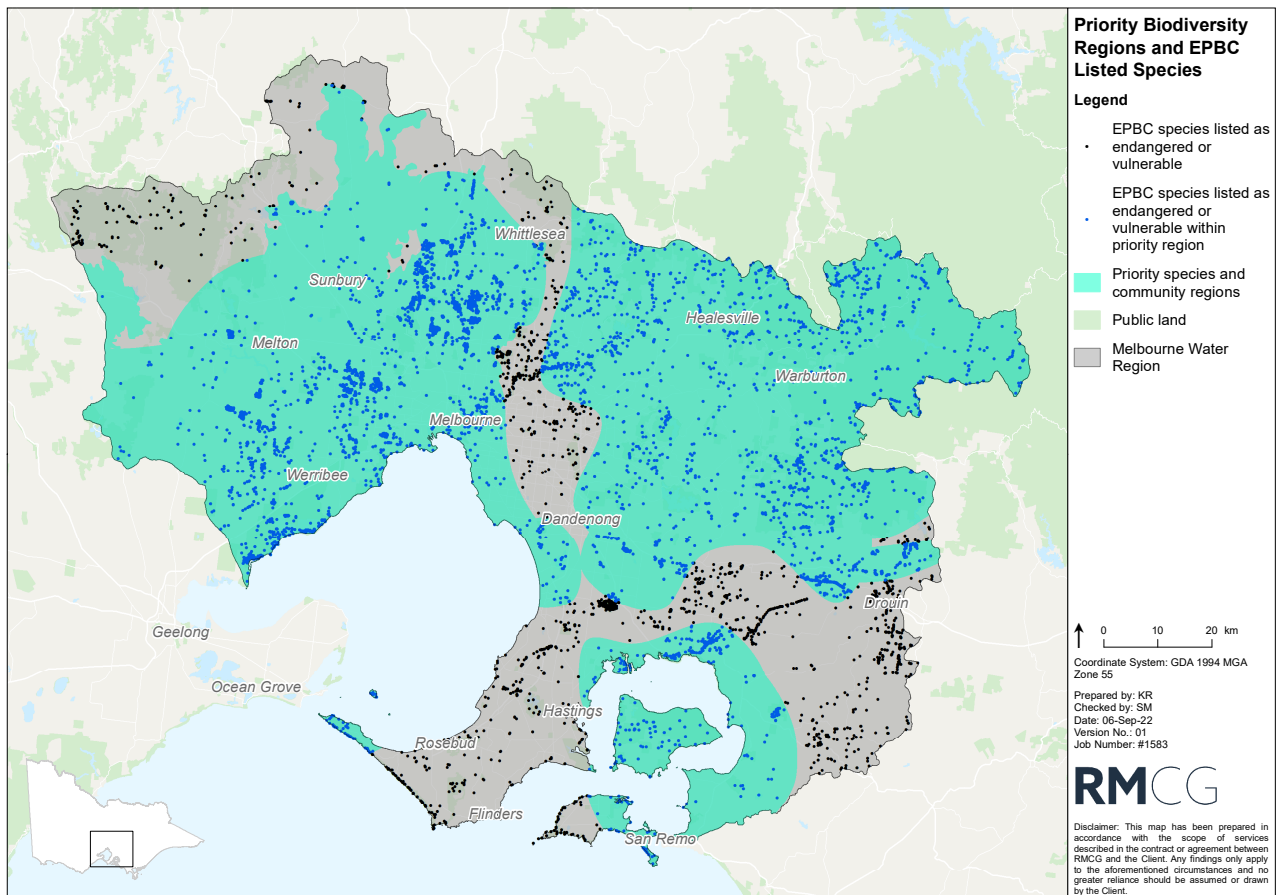 Priority Biodiversity
Regions and EPBC
Listed Species
Legend
EPBC species listed as
endangered or
vulnerable
EPBC species listed as
endangered or
vulnerable within
priority region
Priority species and
community regions
Public land
Melbourne Water
Region
Whittlesea
Sunbury
Healesville
Melton
Warburton
Melbourne
Werribee
Dandenong
Drouin
Geelong
Ocean Grove
Hastings
Rosebud
Flinders
San Remo
0 10 20 km
Coordinate System: GDA 1994 MGA
Zone 55
Prepared by: KR
Checked by: SM
Date: 06-Sep-22
Version No.: 01
Job Number: #1583
RMCG
Disclaimer: This map has been prepared in
accordance with the scope of services
described in the contract or agreement between
RMCG and the Client. Any findings only apply
to the aforementioned circumstances and no
greater reliance should be assumed or drawn
by the Client.